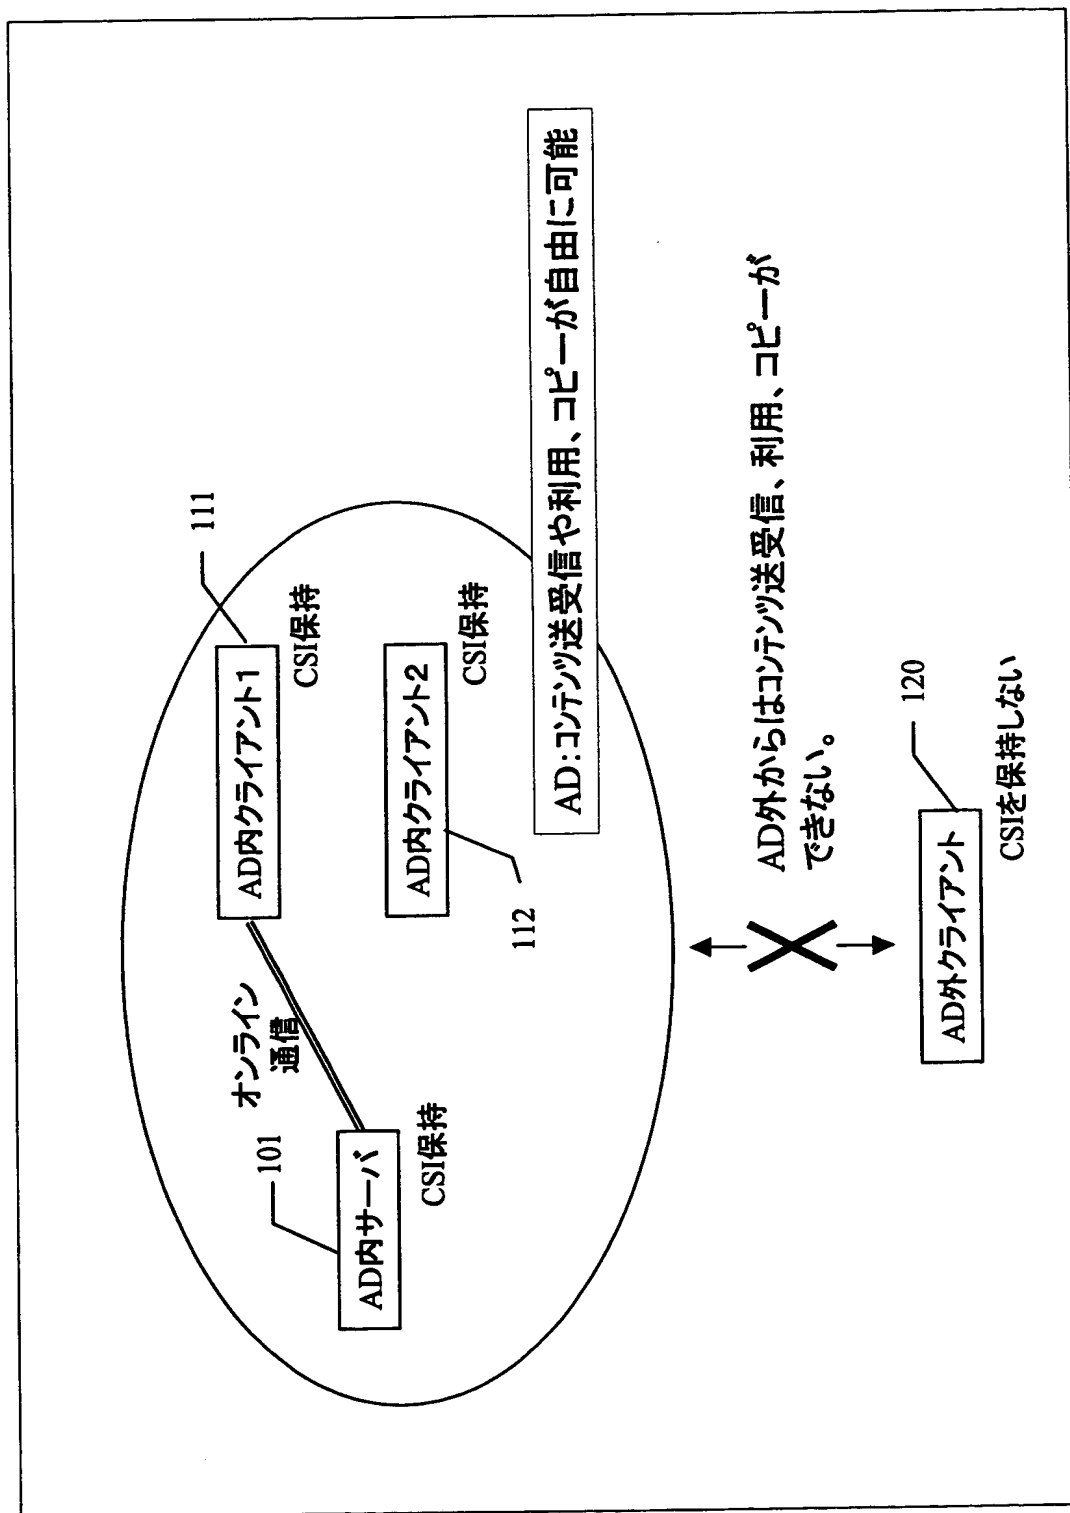 101
AD内サーバ
CSI保持
オンライン
通信
111
AD内クライアント1
CSI保持
AD内クライアント2
CSI保持
112
AD:コンテンツ送受信や利用、コピーが自由に可能
AD外からはコンテンツ送受信、利用、コピーが
できない。
120
AD外クライアント
CSIを保持しない